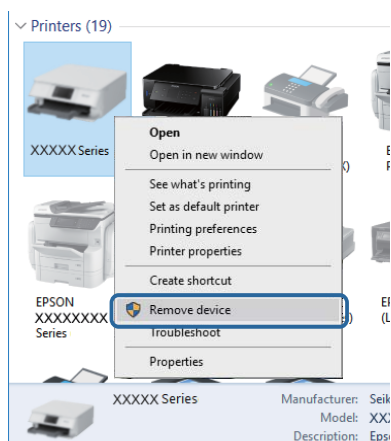 Printers (19)
XXXXX Series
Open
Open in new window
See what's printing
Set as default printer
Printing preferences
Printer properties
Create shortcut
Remove device
Troubleshoot
Properties
EPSON
XXXXXXXX
Series
XXXXX Series
Manufacturer:
Model:
Description: